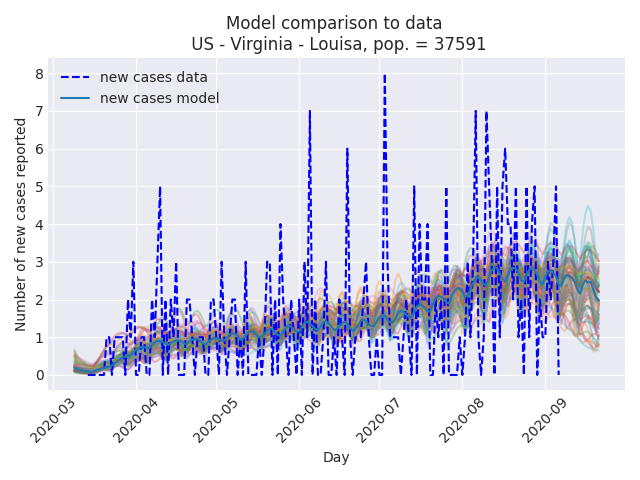 Model comparison to data
US - Virginia - Louisa, pop. = 37591
new cases data
new cases model
Number of new cases reported
8
7
6
5
4
3
2
1
0
2020-03
2020-04
2020-05
2020-06
2020-07
2020-08
2020-09
Day